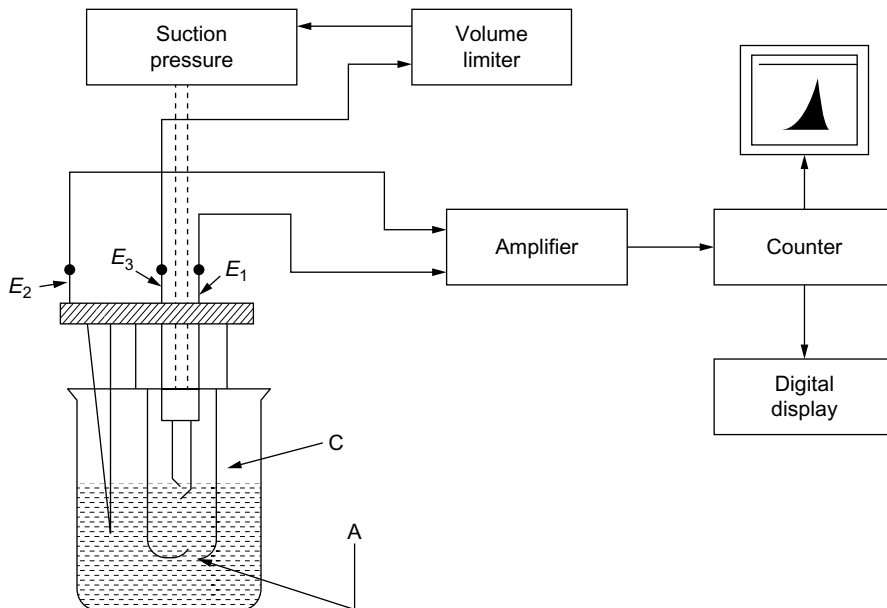 Suction
pressure
Volume
limiter
Amplifier
Counter
E3
E1
E2
Digital
display
C
A